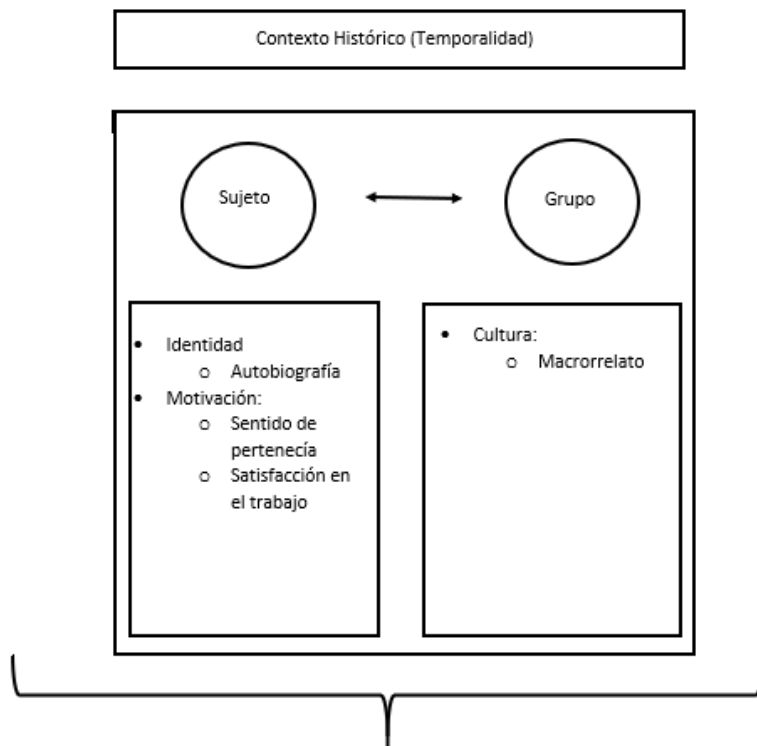 Contexto Histórico (Temporalidad)
Sujeto
Grupo
• Identidad
o Autobiografía
• Motivación:
o Sentido de
pertenecía
o Satisfacción en
el trabajo
• Cultura:
o Macrorrelato